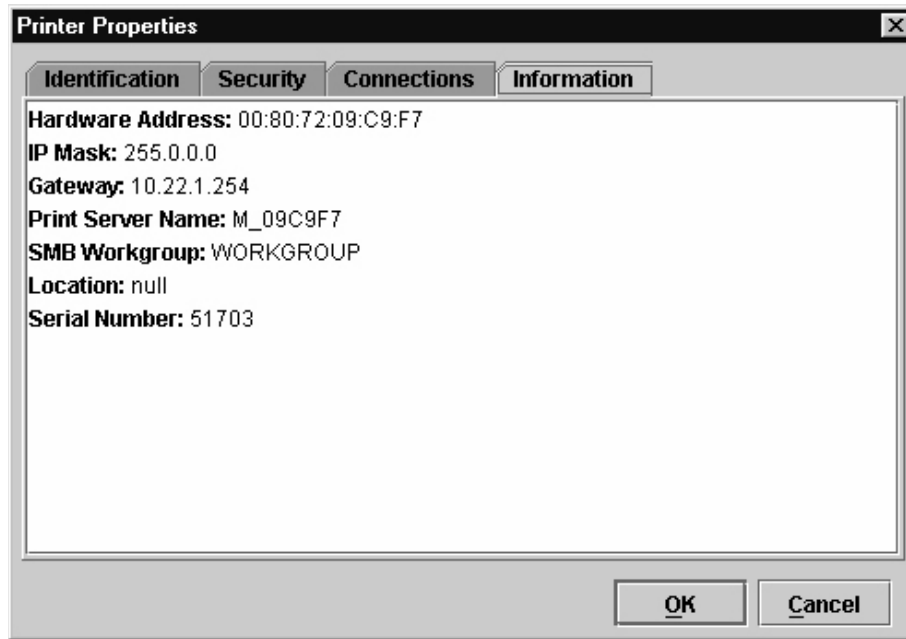 Printer Properties
Identification Security Connections Information
Hardware Address: 00:80:72:09:C9:F7
IP Mask: 255.0.0.0
Gateway: 10.22.1.254
Print Server Name: M_09C9F7
SMB Workgroup: WORKGROUP
Location: null
Serial Number: 51703
OK Cancel